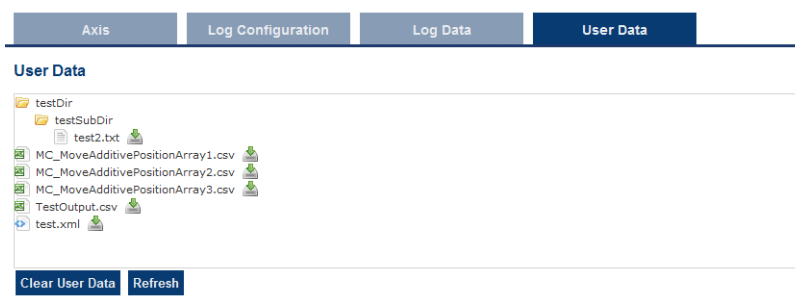 Axis Log Configuration Log Data User Data
User Data
testDir
testSubDir
test2.txt
MC_MoveAdditivePositionArray1.csv
MC_MoveAdditivePositionArray2.csv
MC_MoveAdditivePositionArray3.csv
TestOutput.csv
test.xml
Clear User Data Refresh